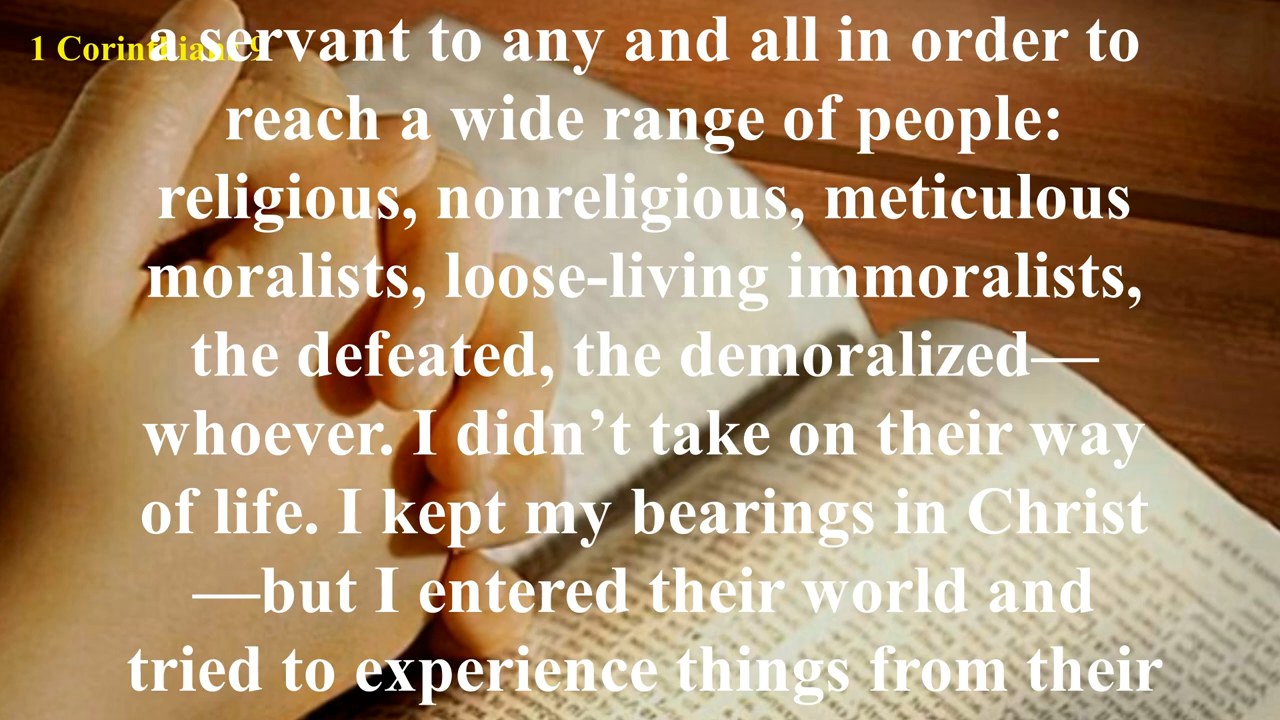 1 Corinthians 9
a servant to any and all in order to
reach a wide range of people:
religious, nonreligious, meticulous
moralists, loose-living immoralists,
the defeated, the demoralized—
whoever. I didn’t take on their way
of life. I kept my bearings in Christ
—but I entered their world and
tried to experience things from their